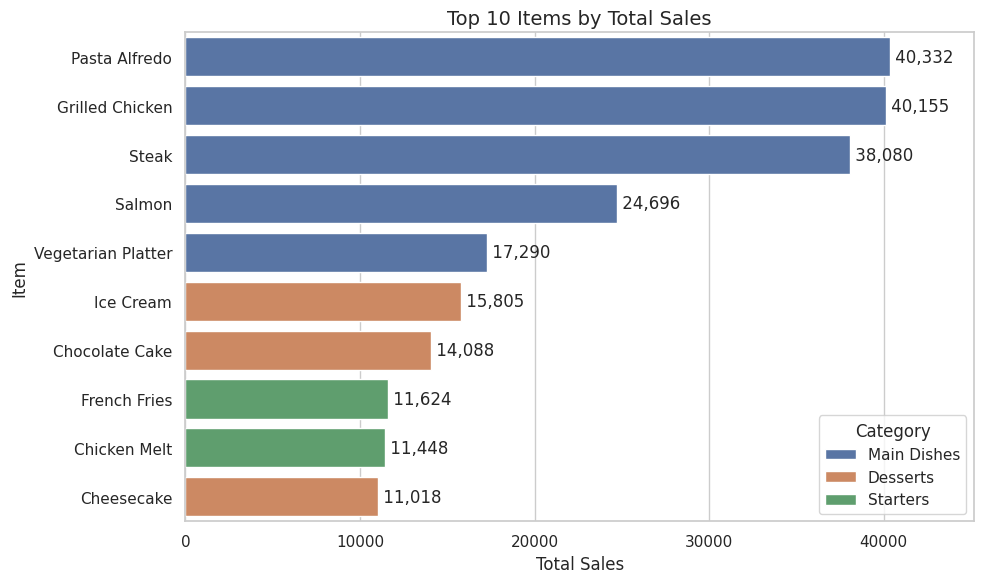 Top 10 Items by Total Sales
Pasta Alfredo 40,332
Grilled Chicken 40,155
Steak 38,080
Salmon 24,696
Vegetarian Platter 17,290
Ice Cream 15,805
Chocolate Cake 14,088
French Fries 11,624
Chicken Melt 11,448
Cheesecake 11,018
Item
Category
Main Dishes
Desserts
Starters
0 10000 20000 30000 40000
Total Sales